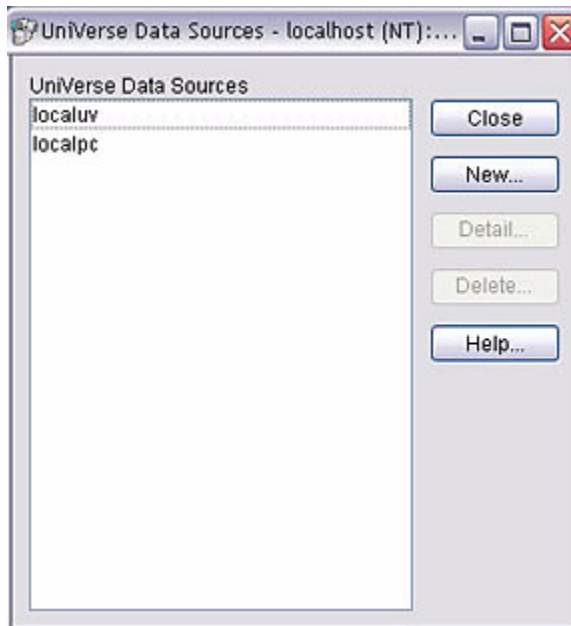 UniVerse Data Sources - localhost (NT):...
UniVerse Data Sources
localuv
localpc
Close
New...
Detail...
Delete...
Help...